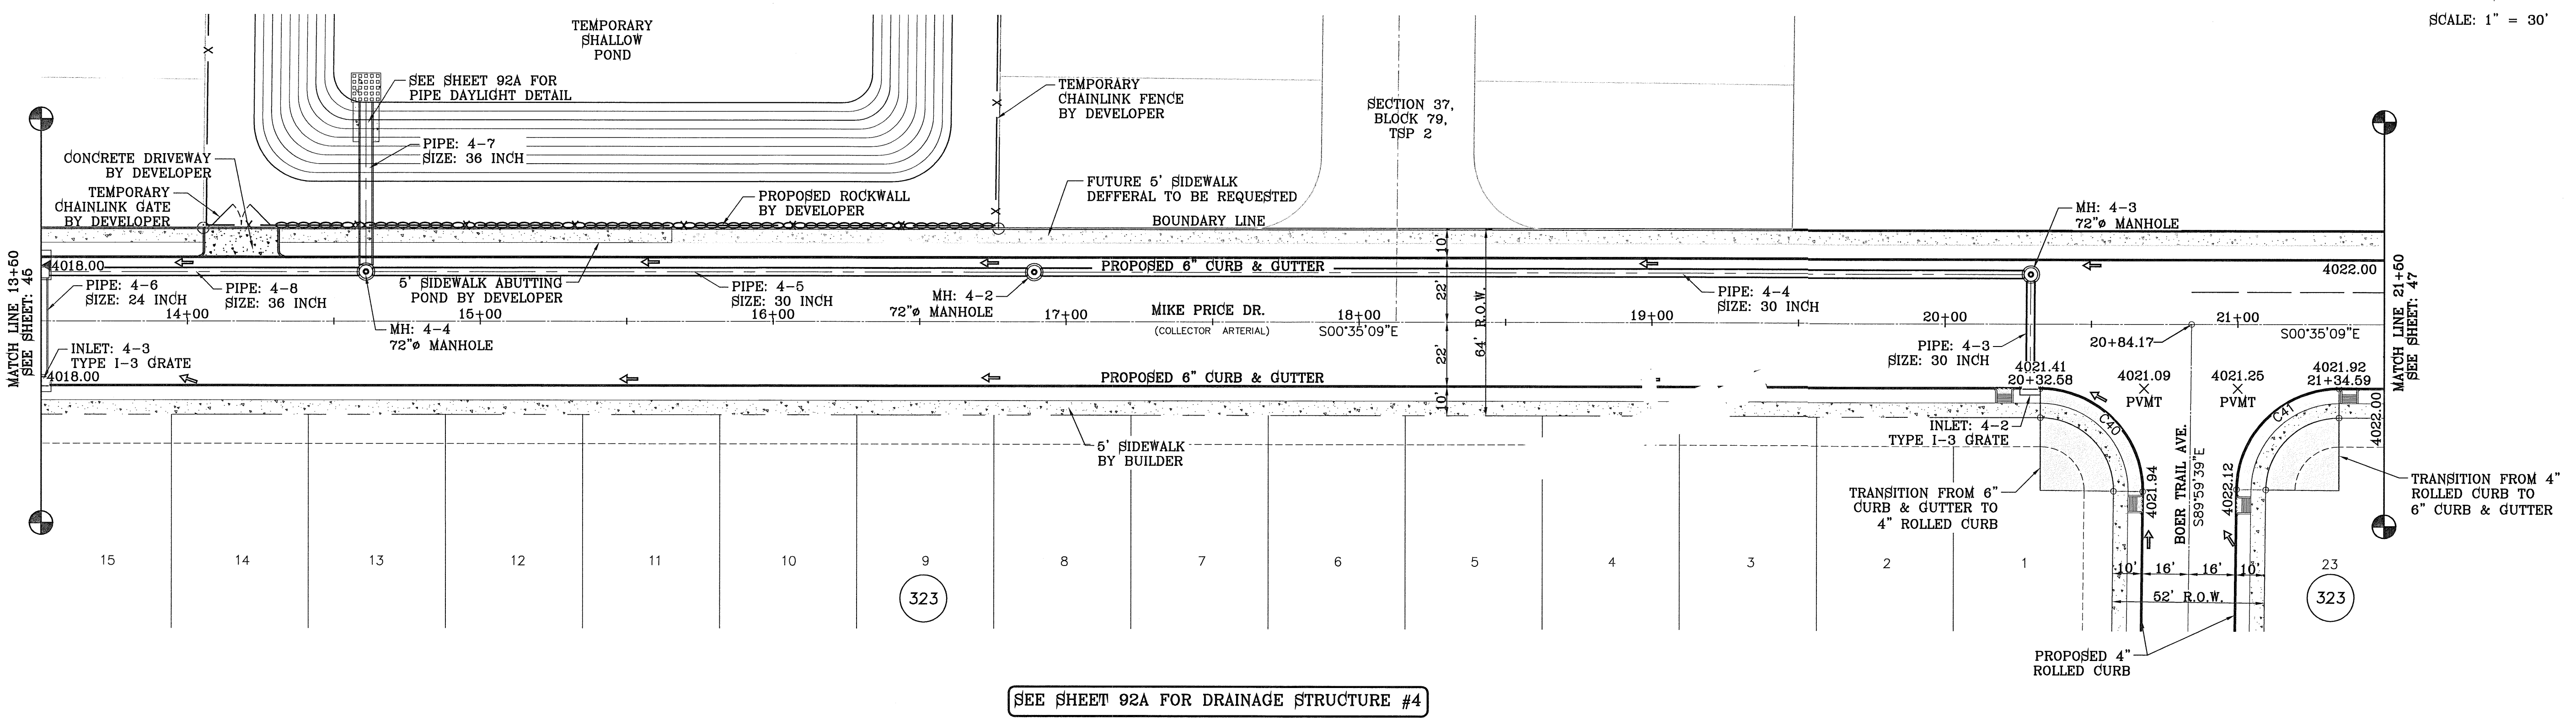 SCALE: 1" = 30'
TEMPORARY
SHALLOW
POND
SEE SHEET 92A FOR
PIPE DAYLIGHT DETAIL
TEMPORARY
CHAINLINK FENCE
BY DEVELOPER
SECTION 37,
BLOCK 79,
TSP 2
PIPE: 4-7
SIZE: 36 INCH
CONCRETE DRIVEWAY
BY DEVELOPER
TEMPORARY
CHAINLINK GATE
BY DEVELOPER
PROPOSED ROCKWALL
BY DEVELOPER
FUTURE 5' SIDEWALK
DEFFERAL TO BE REQUESTED
BOUNDARY LINE
MH: 4-3
72"ø MANHOLE
MATCH LINE 13+50
SEE SHEET: 45
4018.00
PIPE: 4-6
SIZE: 24 INCH
PIPE: 4-8
SIZE: 36 INCH
5' SIDEWALK ABUTTING
POND BY DEVELOPER
PIPE: 4-5
SIZE: 30 INCH
MH: 4-2
72"ø MANHOLE
PROPOSED 6" CURB & GUTTER
10'
22'
64' R.O.W.
22'
10'
PIPE: 4-4
SIZE: 30 INCH
4022.00
MATCH LINE 21+50
SEE SHEET: 47
14+00
15+00
16+00
17+00
18+00
19+00
20+00
21+00
MH: 4-4
72"ø MANHOLE
MIKE PRICE DR.
(COLLECTOR ARTERIAL)
S00°35'09"E
S00°35'09"E
20+84.17
PIPE: 4-3
SIZE: 30 INCH
INLET: 4-3
TYPE I-3 GRATE
4018.00
PROPOSED 6" CURB & GUTTER
4021.41
20+32.58
4021.09
PVMT
4021.25
PVMT
4021.92
21+34.59
4022.00
C40
C41
INLET: 4-2
TYPE I-3 GRATE
5' SIDEWALK
BY BUILDER
TRANSITION FROM 6"
CURB & GUTTER TO
4" ROLLED CURB
4021.94
BOER TRAIL AVE.
S89°59'39"E
4022.12
TRANSITION FROM 4"
ROLLED CURB TO
6" CURB & GUTTER
15
14
13
12
11
10
9
8
7
6
5
4
3
2
1
23
10'
16'
16'
10'
52' R.O.W.
323
323
PROPOSED 4"
ROLLED CURB
SEE SHEET 92A FOR DRAINAGE STRUCTURE #4